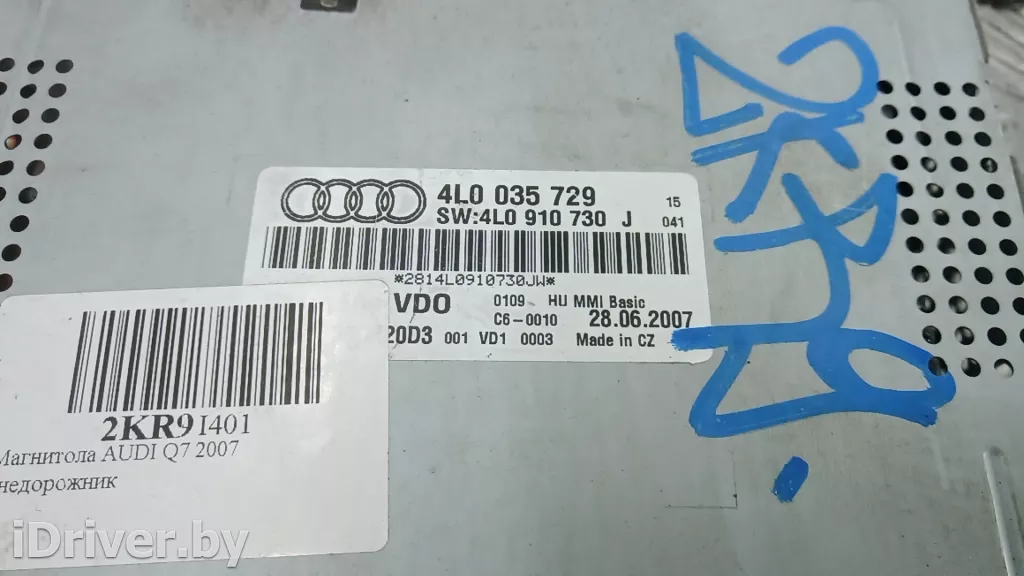 4L0 035 729 15
SW:4L0 910 730 J 041
*2814L0910730JW*
VDO 0109 HU MMI Basic
C6-0010 28.06.2007
20D3 001 VD1 0003 Made in CZ
2KR9I401
Магнитола AUDI Q7 2007
недорожник
iDriver.by